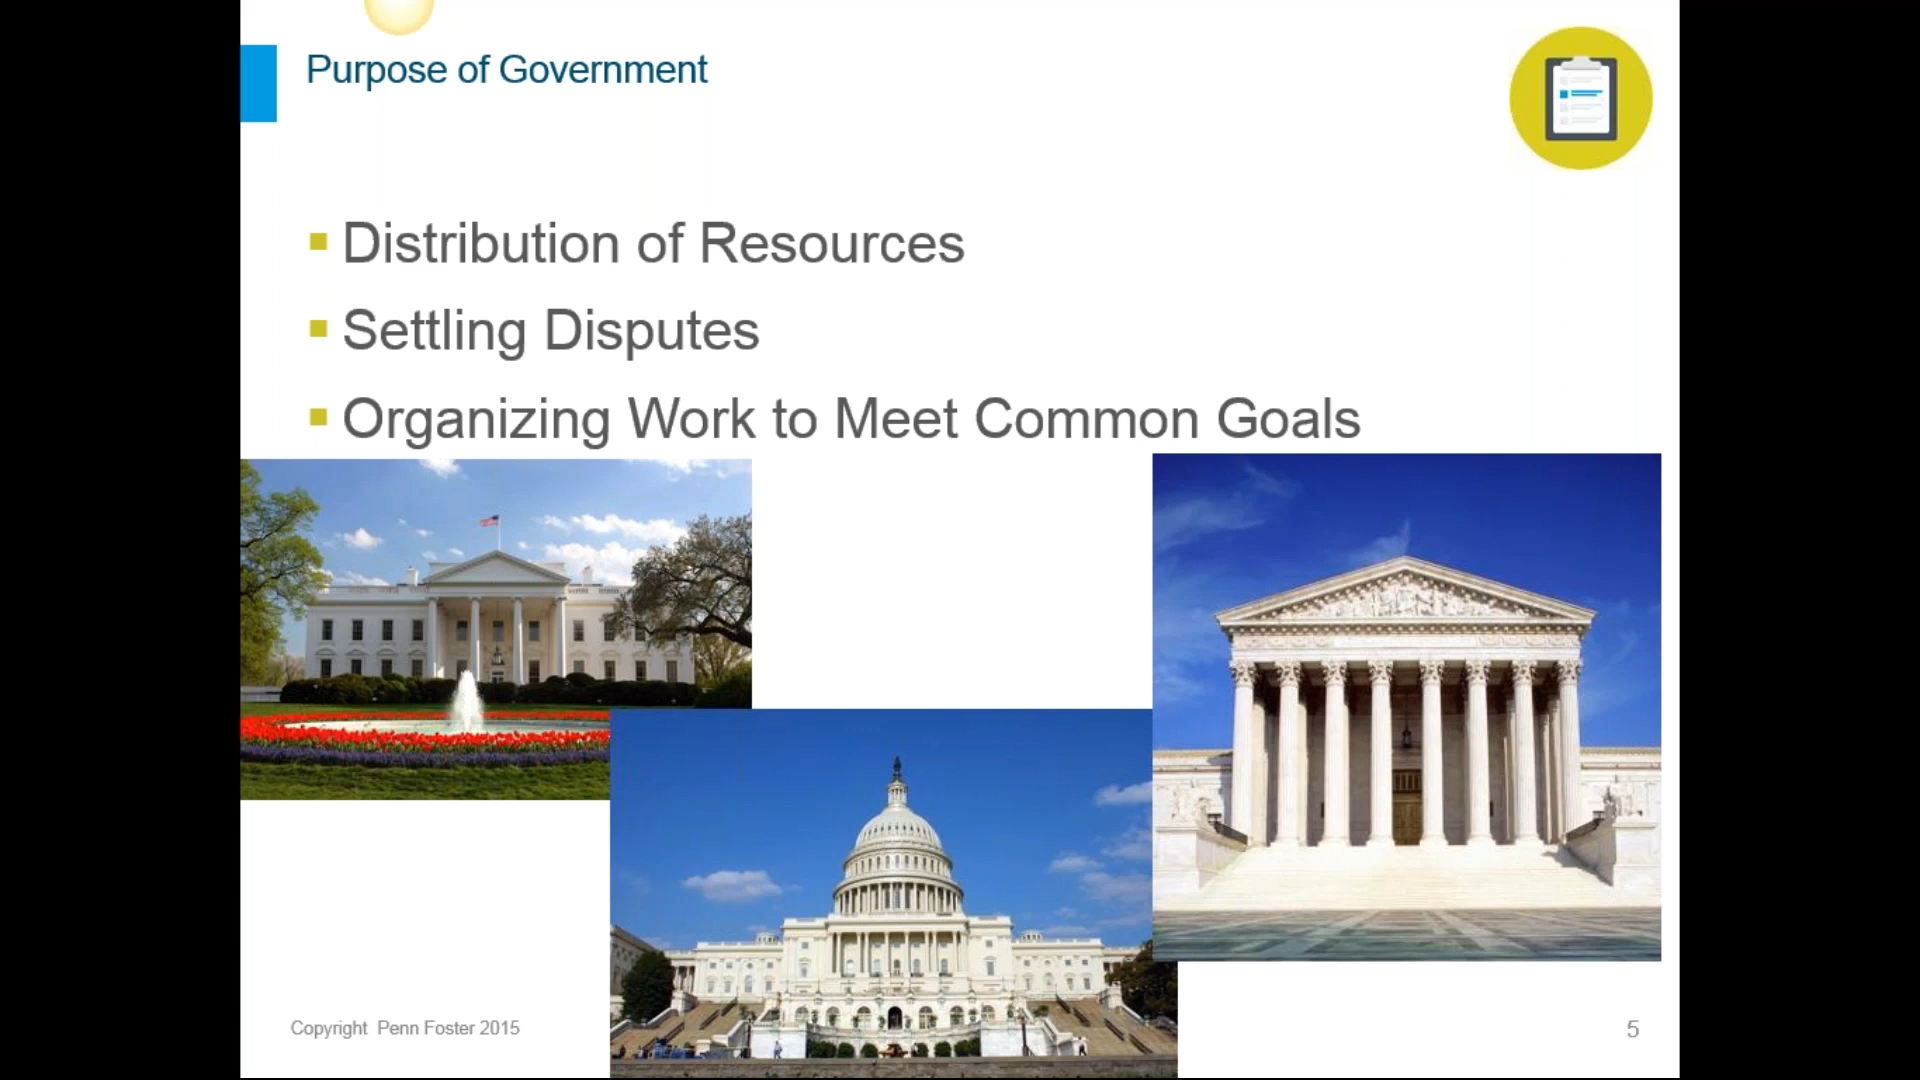 Purpose of Government
Distribution of Resources
Settling Disputes
Organizing Work to Meet Common Goals
Copyright Penn Foster 2015
5